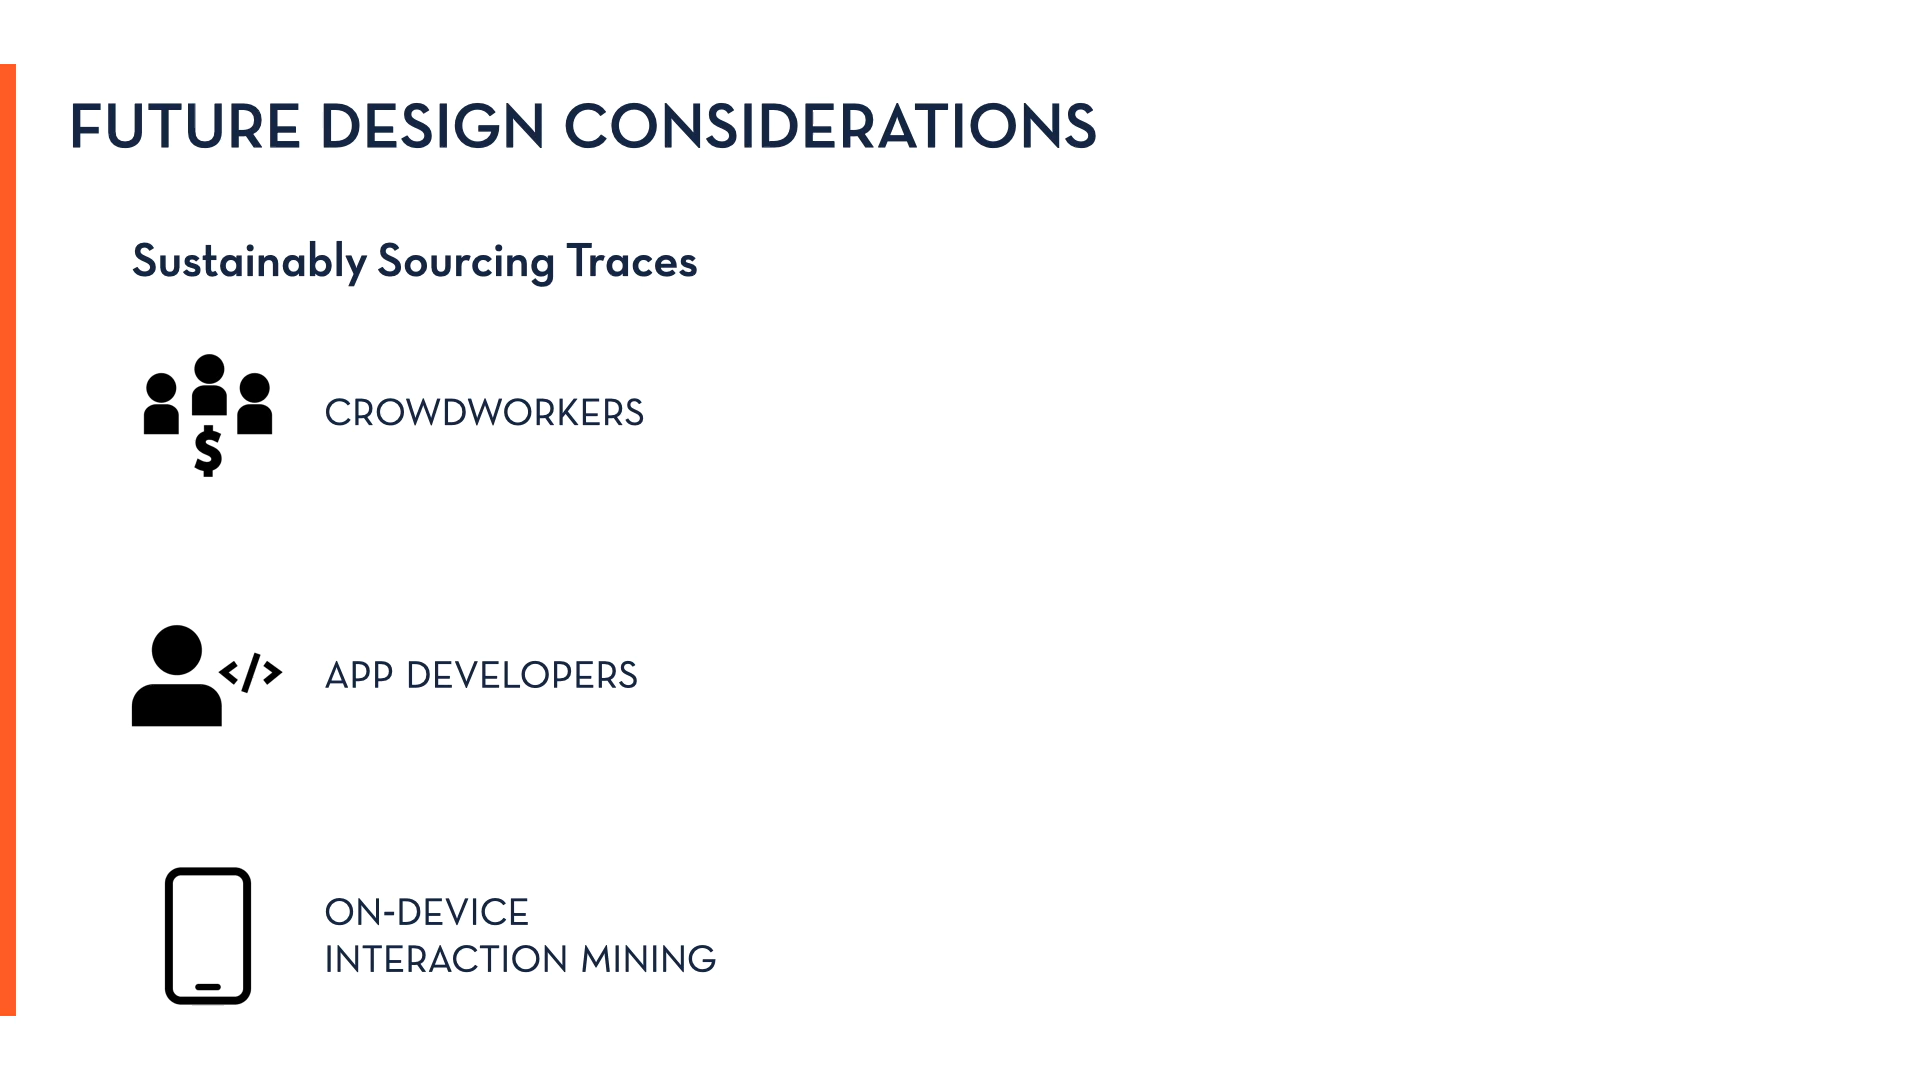 FUTURE DESIGN CONSIDERATIONS
Sustainably Sourcing Traces
CROWDWORKERS
$
</> APP DEVELOPERS
ON-DEVICE
INTERACTION MINING